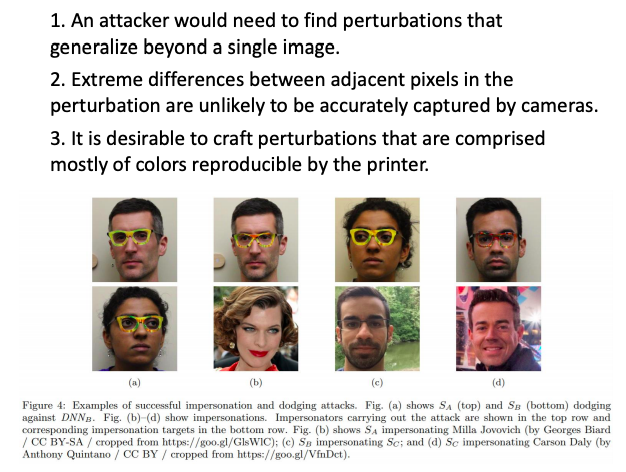 1. An attacker would need to find perturbations that
generalize beyond a single image.
2. Extreme differences between adjacent pixels in the
perturbation are unlikely to be accurately captured by cameras.
3. It is desirable to craft perturbations that are comprised
mostly of colors reproducible by the printer.
(a) (b) (c) (d)
Figure 4: Examples of successful impersonation and dodging attacks. Fig. (a) shows S_A (top) and S_B (bottom) dodging
against DNN_B. Fig. (b)–(d) show impersonations. Impersonators carrying out the attack are shown in the top row and
corresponding impersonation targets in the bottom row. Fig. (b) shows S_A impersonating Milla Jovovich (by Georges Biard
/ CC BY-SA / cropped from https://goo.gl/GlsWlC); (c) S_B impersonating S_C; and (d) S_C impersonating Carson Daly (by
Anthony Quintano / CC BY / cropped from https://goo.gl/VfnDct).